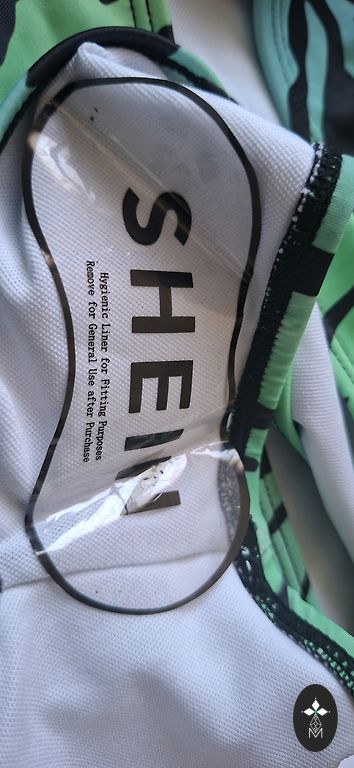 SHEIN
Hygienic Liner for Fitting Purposes
Remove for General Use after Purchase
M